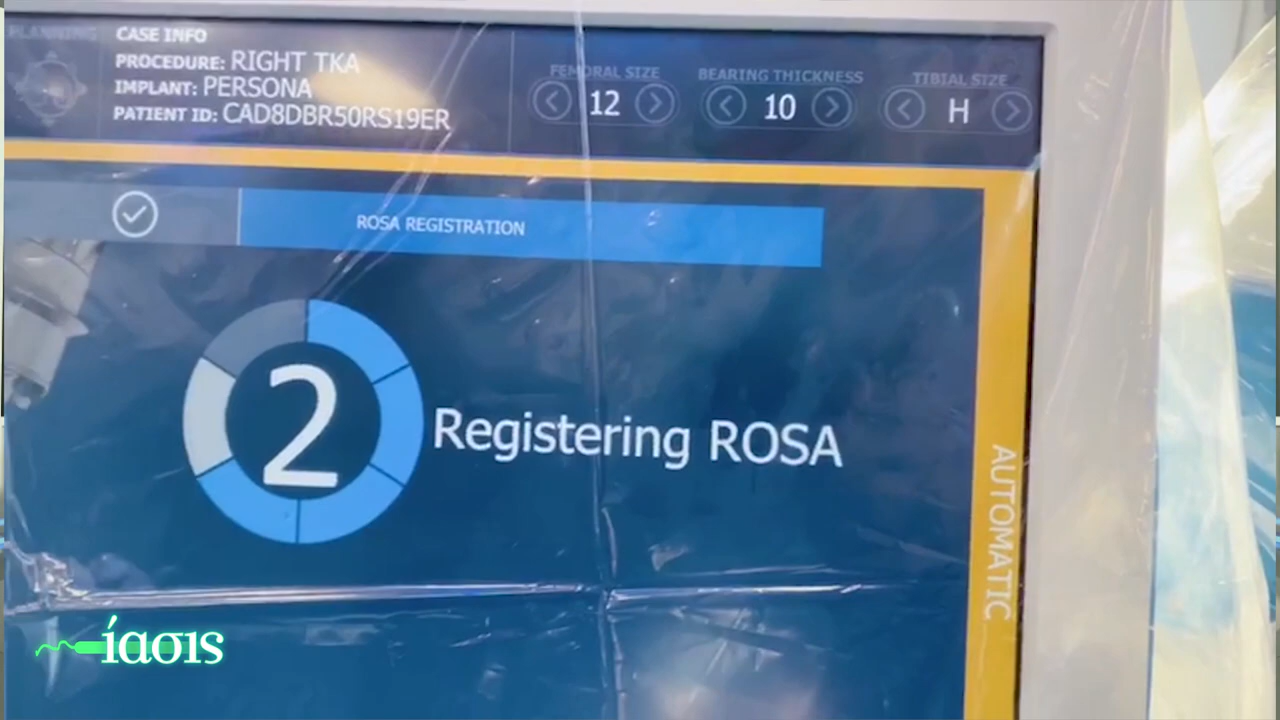 PLANNING
CASE INFO
PROCEDURE: RIGHT TKA
IMPLANT: PERSONA
PATIENT ID: CAD8DBR50RS19ER
FEMORAL SIZE
12
BEARING THICKNESS
10
TIBIAL SIZE
H
ROSA REGISTRATION
2
Registering ROSA
AUTOMATIC
ίασις